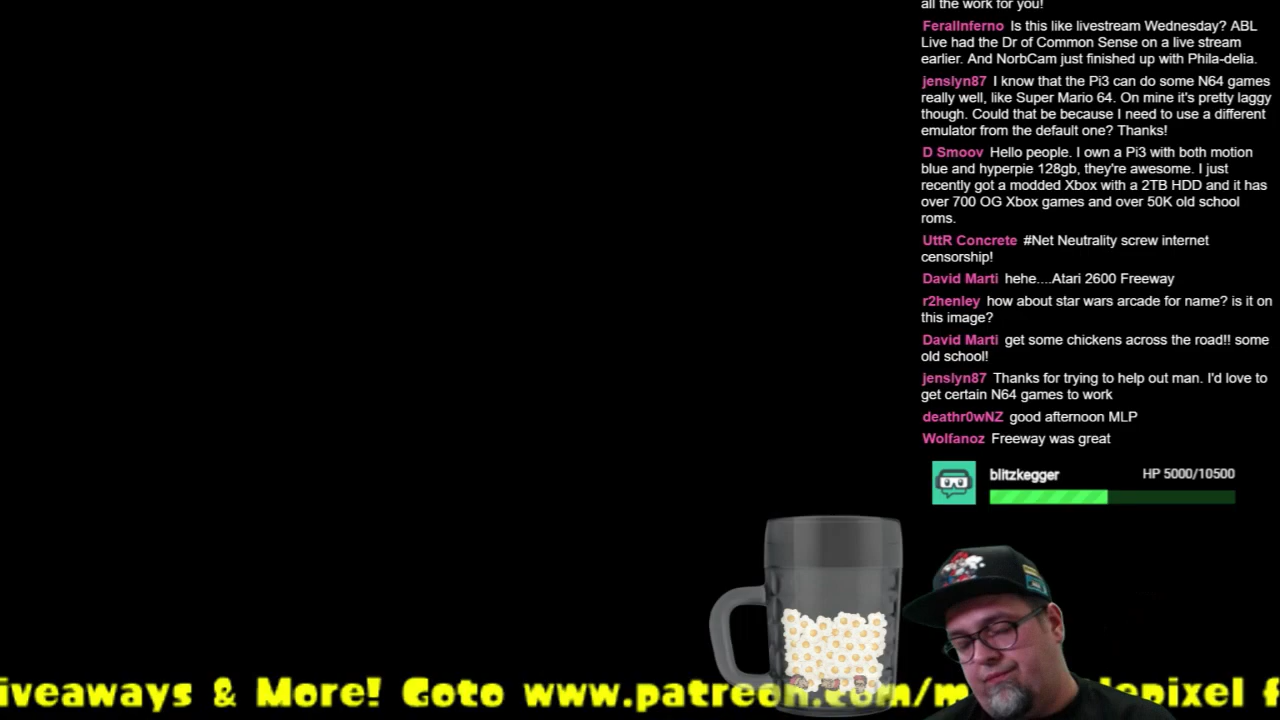 all the work for you!
FeralInferno Is this like livestream Wednesday? ABL
Live had the Dr of Common Sense on a live stream
earlier. And NorbCam just finished up with Phila-delia.
jenslyn87 I know that the Pi3 can do some N64 games
really well, like Super Mario 64. On mine it's pretty laggy
though. Could that be because I need to use a different
emulator from the default one? Thanks!
D Smoov Hello people. I own a Pi3 with both motion
blue and hyperpie 128gb, they're awesome. I just
recently got a modded Xbox with a 2TB HDD and it has
over 700 OG Xbox games and over 50K old school
roms.
UttR Concrete #Net Neutrality screw internet
censorship!
David Marti hehe....Atari 2600 Freeway
r2henley how about star wars arcade for name? is it on
this image?
David Marti get some chickens across the road!! some
old school!
jenslyn87 Thanks for trying to help out man. I'd love to
get certain N64 games to work
deathr0wNZ good afternoon MLP
Wolfanoz Freeway was great
blitzkegger HP 5000/10500
iveaways & More! Goto www.patreon.com/m lepixel f